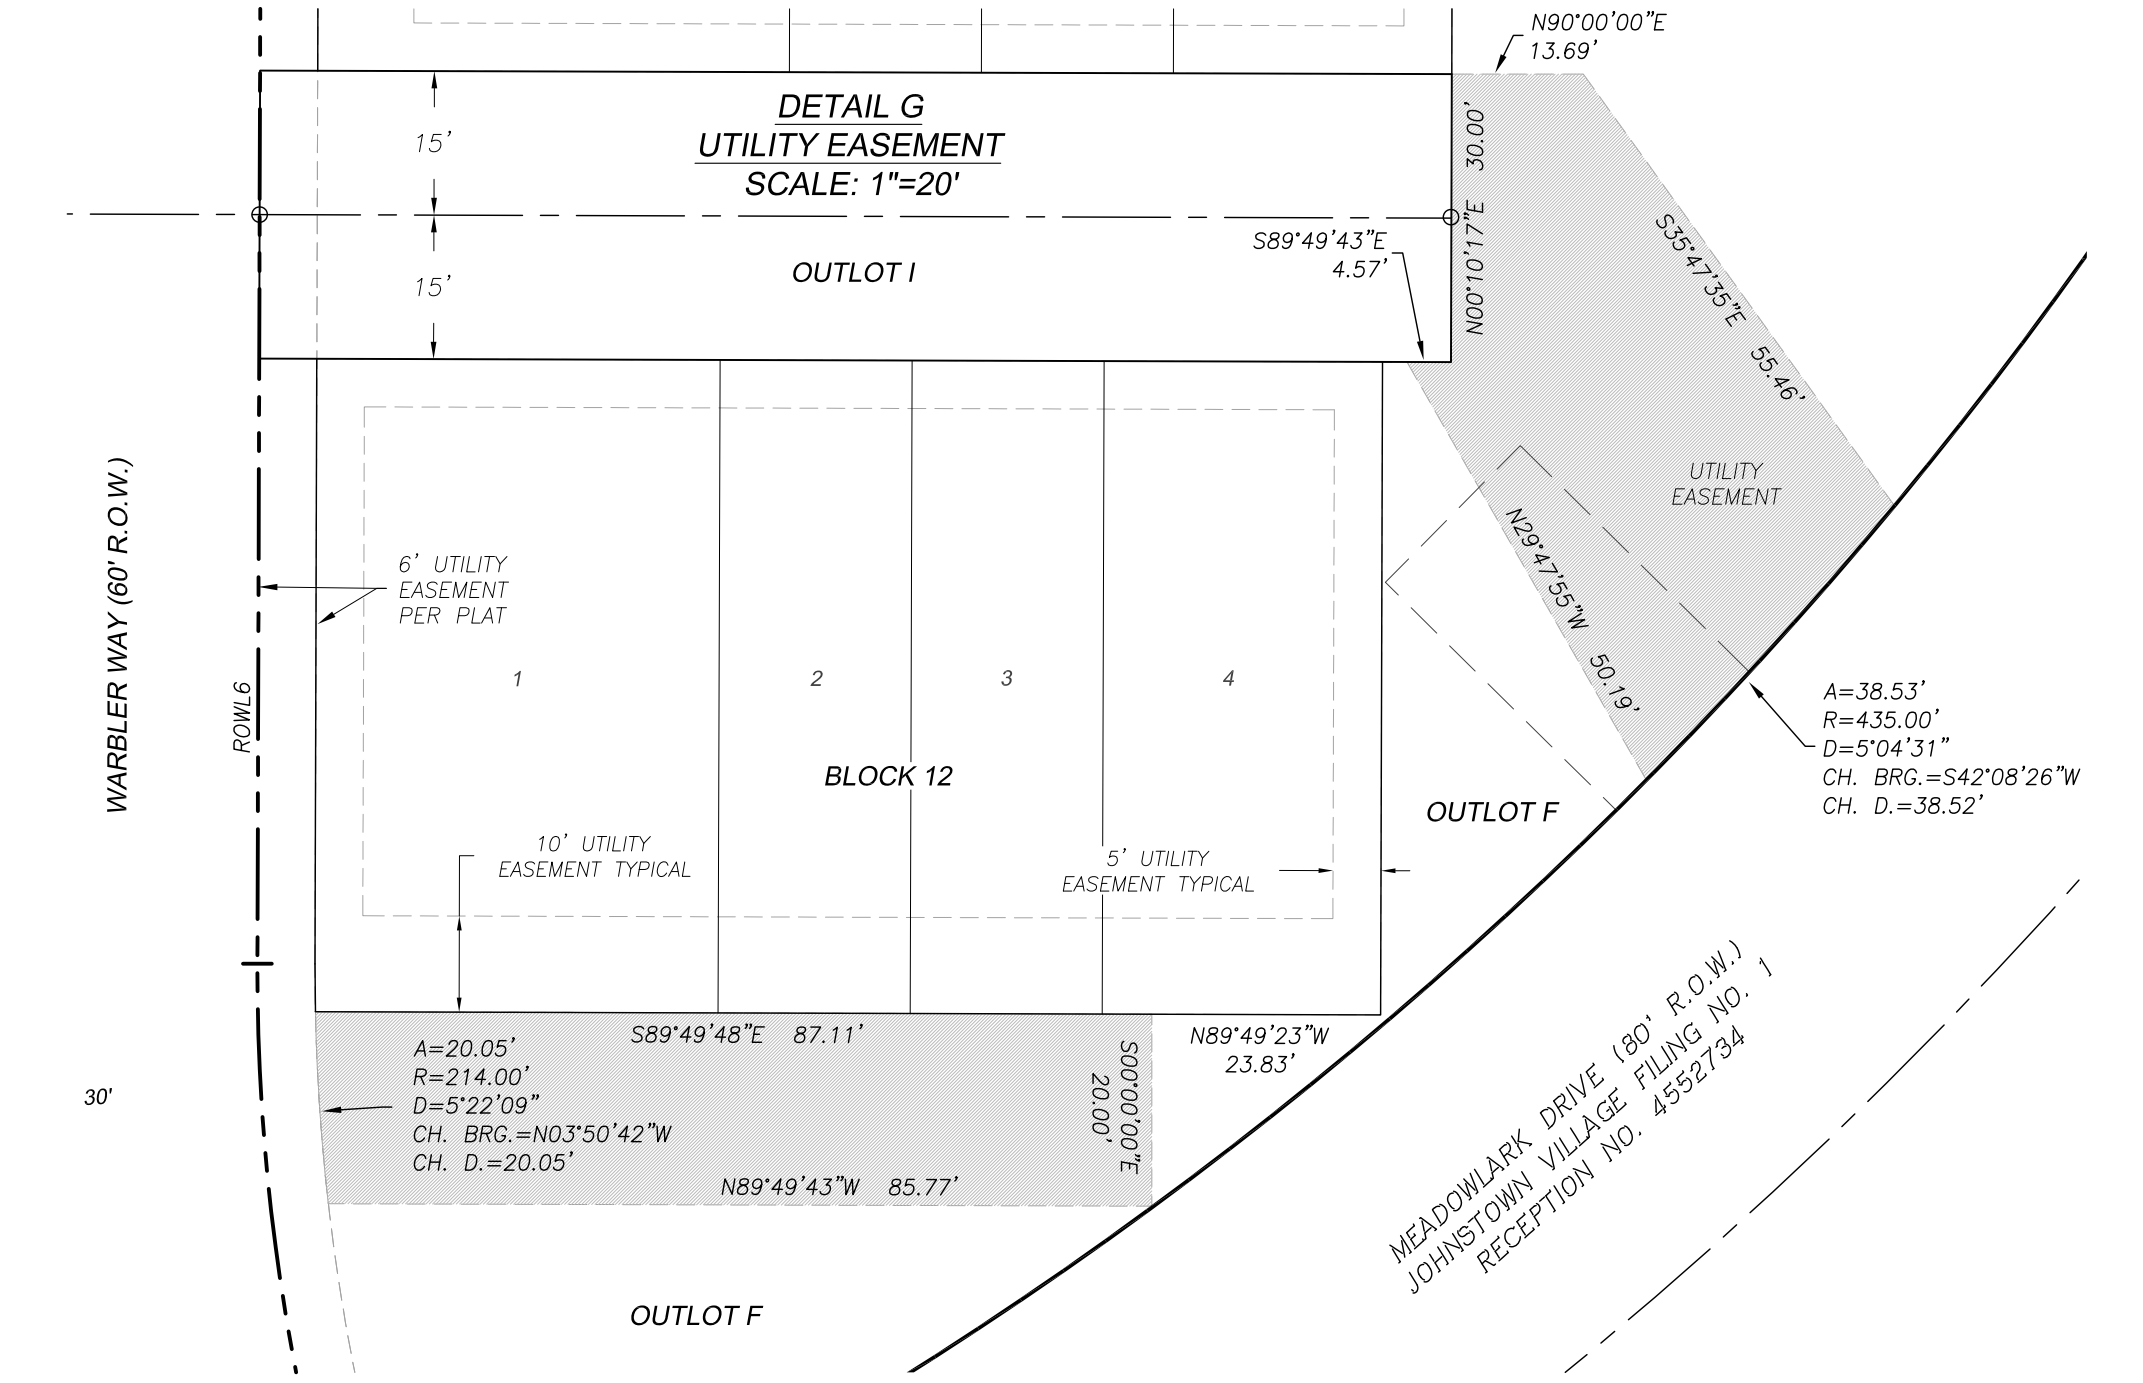 N90°00'00"E
13.69'
DETAIL G
UTILITY EASEMENT
SCALE: 1"=20'
15'
15'
OUTLOT I
S89°49'43"E
4.57'
N00°10'17"E 30.00'
S35°47'35"E 55.46'
UTILITY
EASEMENT
N29°47'55"W 50.19'
WARBLER WAY (60' R.O.W.)
ROWL6
6' UTILITY
EASEMENT
PER PLAT
1
2
3
4
BLOCK 12
A=38.53'
R=435.00'
D=5°04'31"
CH. BRG.=S42°08'26"W
CH. D.=38.52'
OUTLOT F
10' UTILITY
EASEMENT TYPICAL
5' UTILITY
EASEMENT TYPICAL
S89°49'48"E 87.11'
N89°49'23"W
23.83'
A=20.05'
R=214.00'
D=5°22'09"
CH. BRG.=N03°50'42"W
CH. D.=20.05'
S00°00'00"E
20.00'
N89°49'43"W 85.77'
30'
MEADOWLARK DRIVE (80' R.O.W.)
JOHNSTOWN VILLAGE FILING NO. 1
RECEPTION NO. 4552734
OUTLOT F